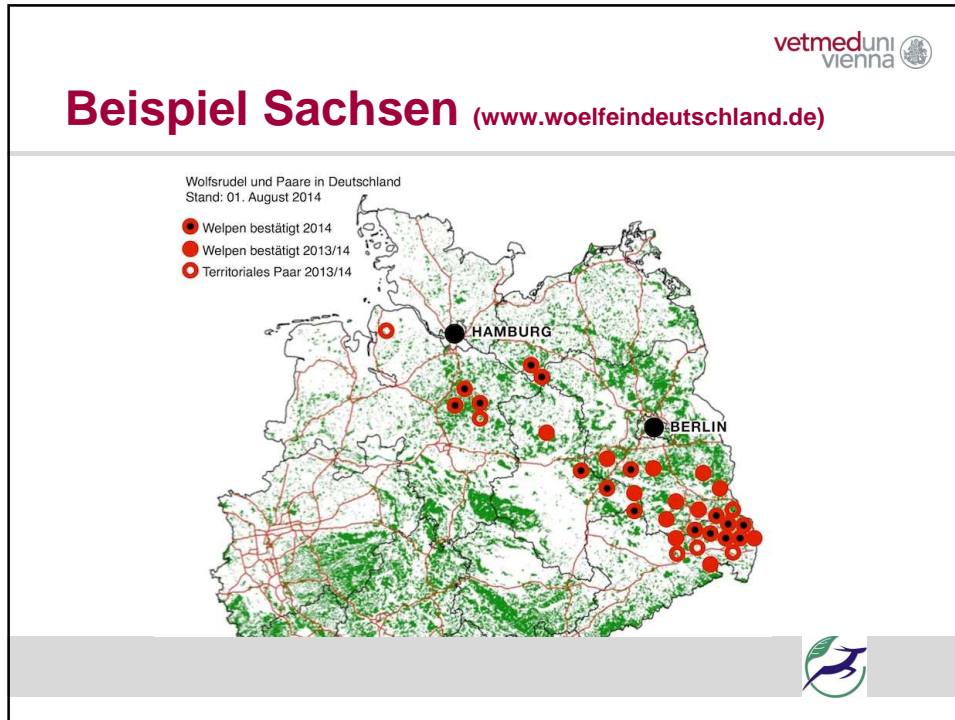 vetmeduni
vienna
Beispiel Sachsen (www.woelfeindeutschland.de)
Wolfsrudel und Paare in Deutschland
Stand: 01. August 2014
Welpen bestätigt 2014
Welpen bestätigt 2013/14
Territoriales Paar 2013/14
HAMBURG
BERLIN